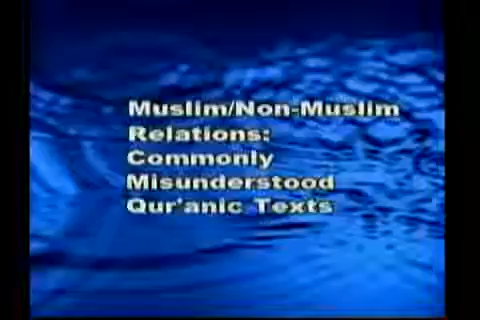 Muslim/Non-Muslim
Relations:
Commonly
Misunderstood
Qur'anic Texts